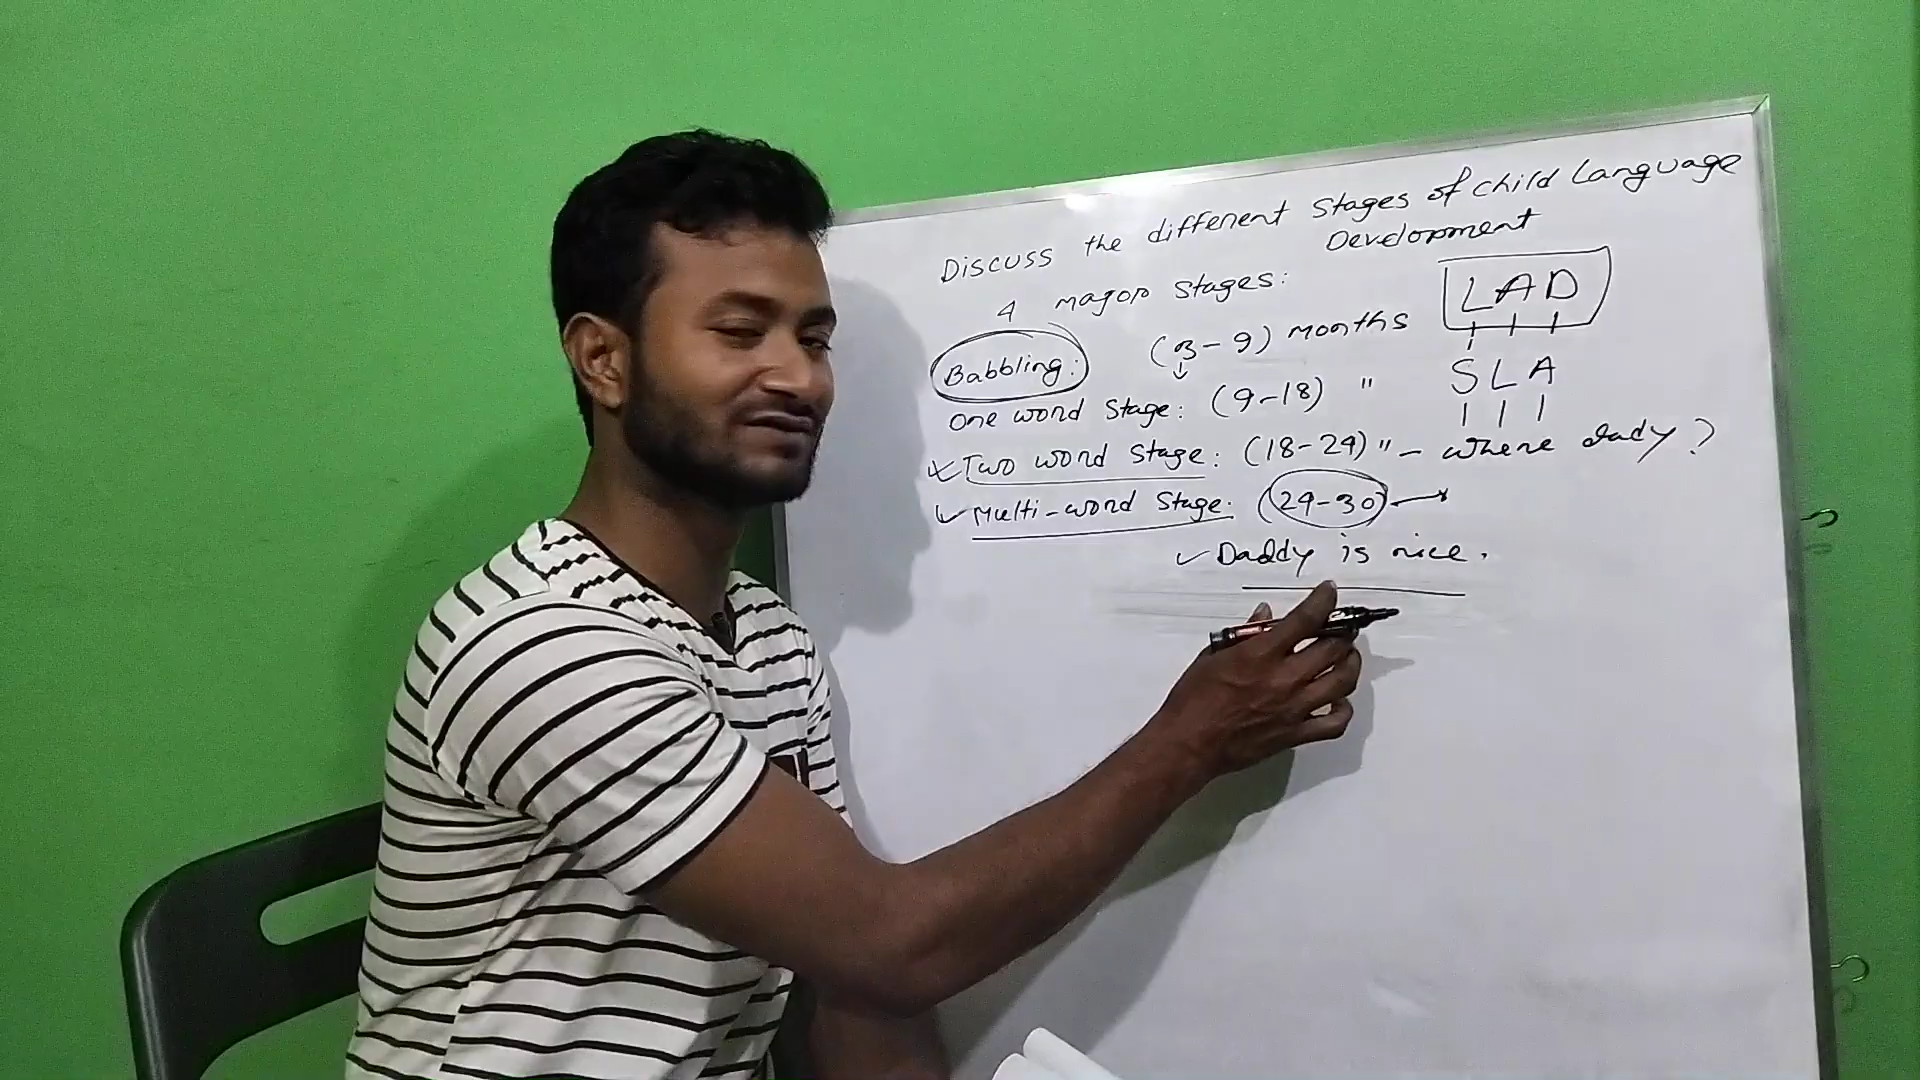 Discuss the different stages of child Language
Development
4 magor stages:
LAD
Babbling: (3-9) months
SLA
one word stage: (9-18) "
Two word stage: (18-24) " - where dady?
Multi-word stage: (24-30)
Daddy is nice.